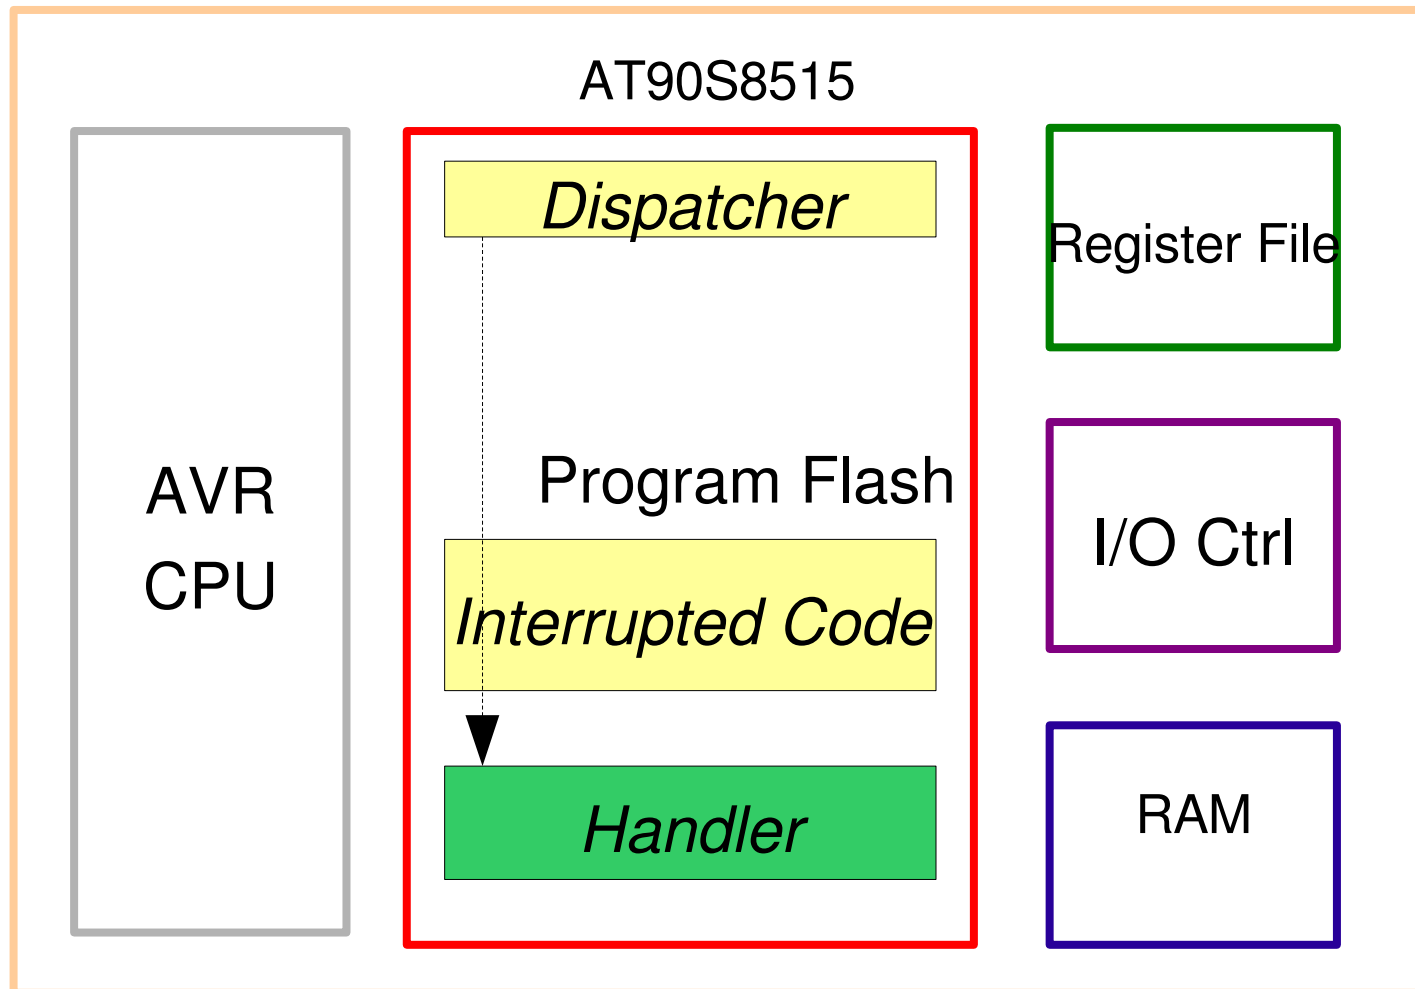 AT90S8515
Dispatcher
Register File
Program Flash
AVR
CPU
I/O Ctrl
Interrupted Code
Handler
RAM